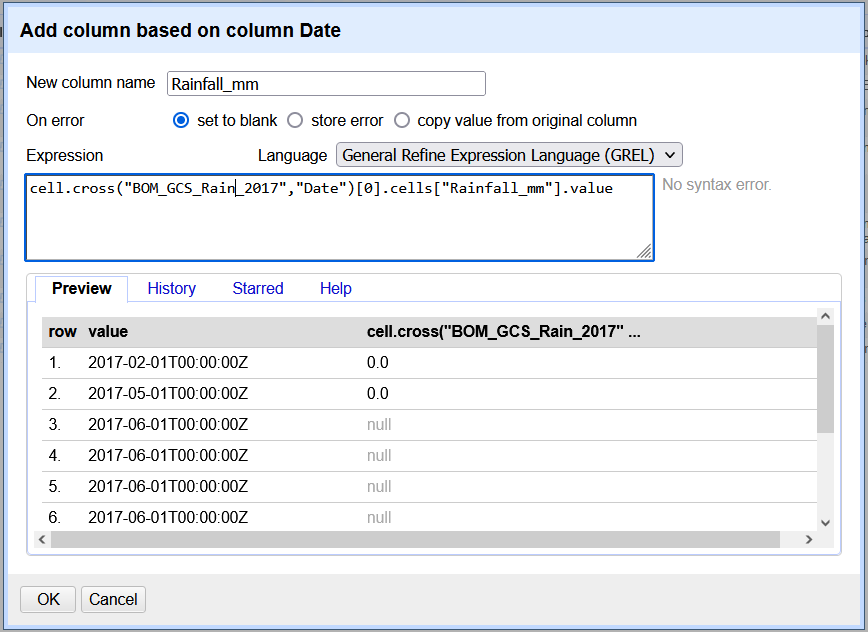 Add column based on column Date
New column name Rainfall_mm
On error set to blank store error copy value from original column
Expression Language General Refine Expression Language (GREL)
cell.cross("BOM_GCS_Rain_2017","Date")[0].cells["Rainfall_mm"].value No syntax error.
Preview History Starred Help
row value cell.cross("BOM_GCS_Rain_2017" ...
1. 2017-02-01T00:00:00Z 0.0
2. 2017-05-01T00:00:00Z 0.0
3. 2017-06-01T00:00:00Z null
4. 2017-06-01T00:00:00Z null
5. 2017-06-01T00:00:00Z null
6. 2017-06-01T00:00:00Z null
OK Cancel